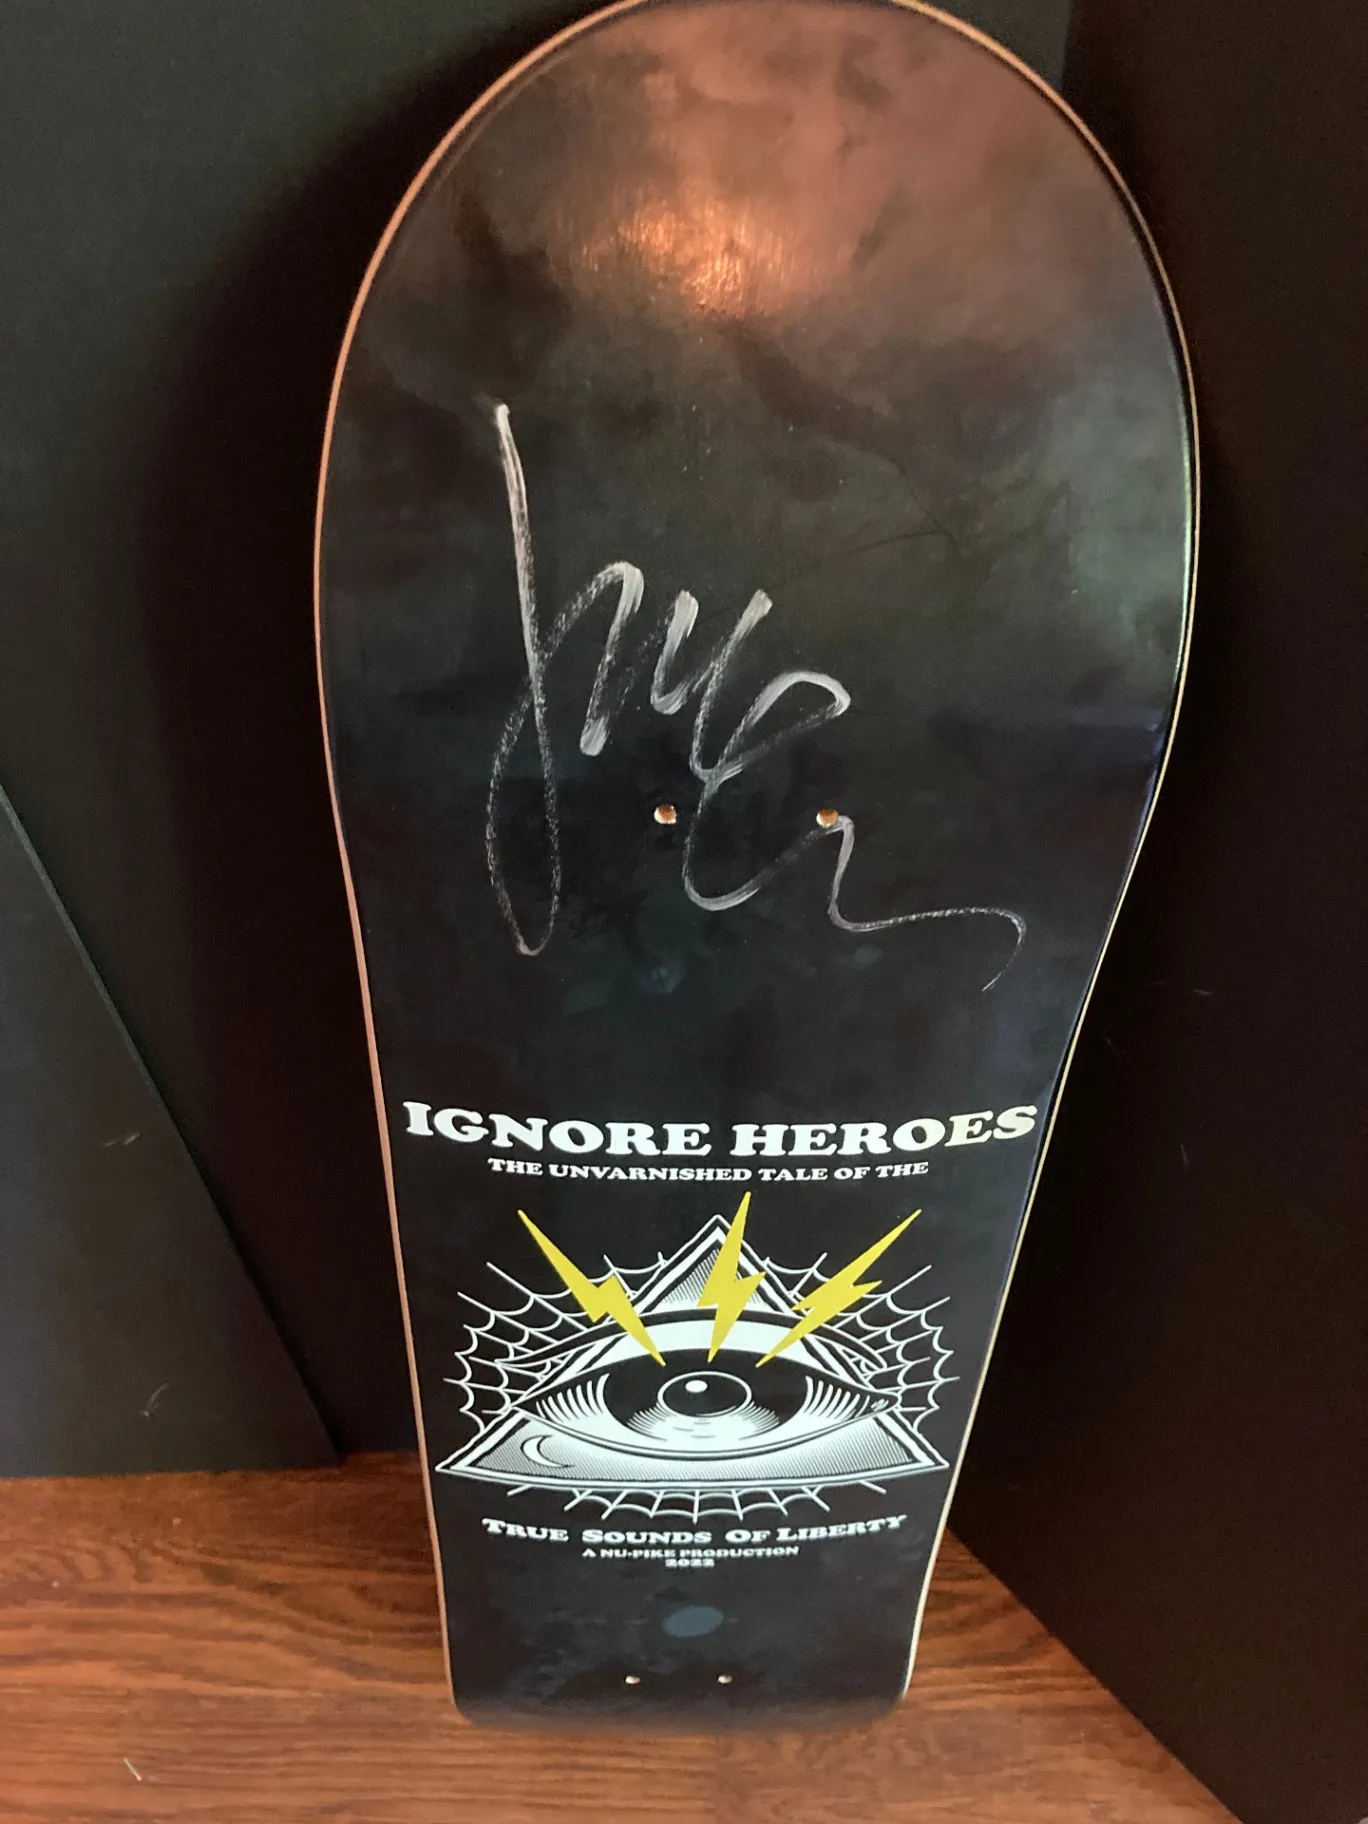 IGNORE HEROES
THE UNVARNISHED TALE OF THE
TRUE SOUNDS OF LIBERTY
A NU-PIKE PRODUCTION
2022